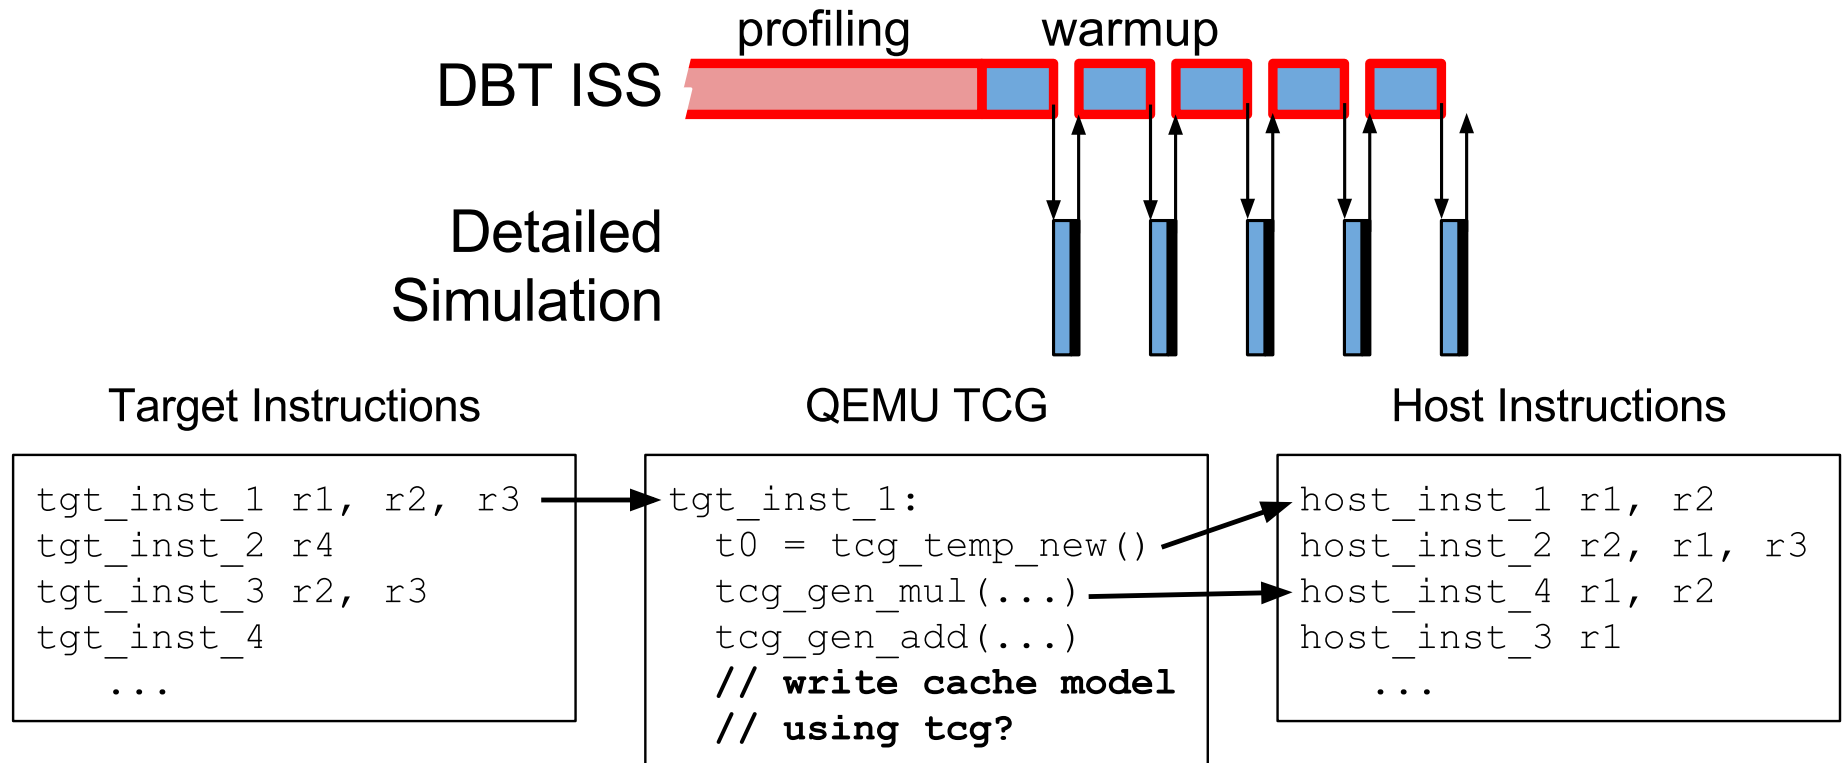 profiling
warmup
DBT ISS
Detailed
Simulation
Target Instructions
QEMU TCG
Host Instructions
tgt_inst_1 r1, r2, r3
tgt_inst_2 r4
tgt_inst_3 r2, r3
tgt_inst_4
...
tgt_inst_1:
t0 = tcg_temp_new()
tcg_gen_mul(...)
tcg_gen_add(...)
// write cache model
// using tcg?
host_inst_1 r1, r2
host_inst_2 r2, r1, r3
host_inst_4 r1, r2
host_inst_3 r1
...